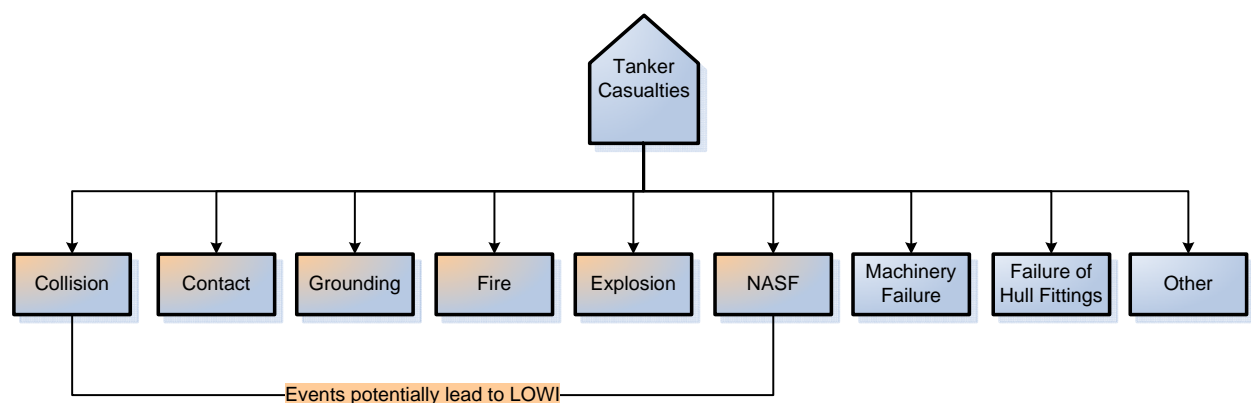 Tanker
Casualties
Collision
Contact
Grounding
Fire
Explosion
NASF
Machinery
Failure
Failure of
Hull Fittings
Other
Events potentially lead to LOWI